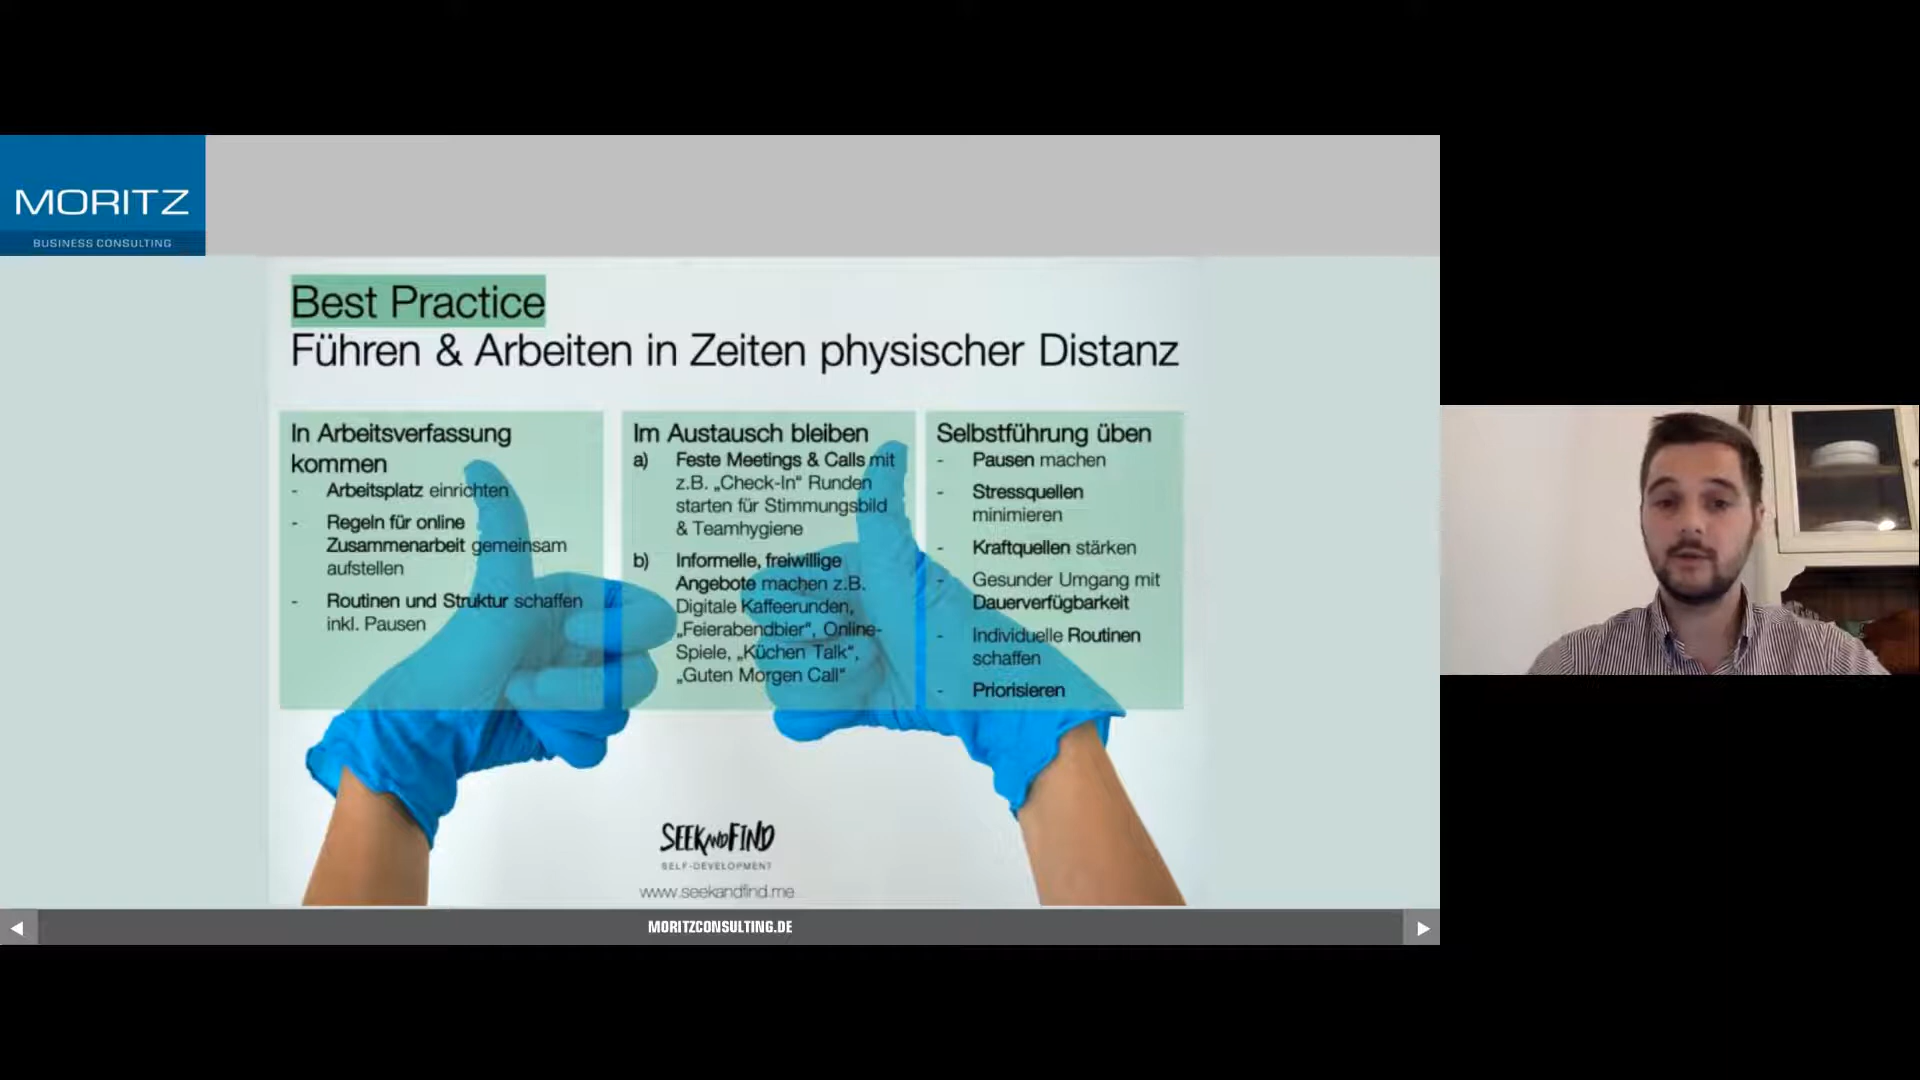 MORITZ
BUSINESS CONSULTING
Best Practice
Führen & Arbeiten in Zeiten physischer Distanz
In Arbeitsverfassung
kommen
- Arbeitsplatz einrichten
- Regeln für online
Zusammenarbeit gemeinsam
aufstellen
- Routinen und Struktur schaffen
inkl. Pausen
Im Austausch bleiben
a) Feste Meetings & Calls mit
z.B. „Check-In“ Runden
starten für Stimmungsbild
& Teamhygiene
b) Informelle, freiwillige
Angebote machen z.B.
Digitale Kaffeerunden,
„Feierabendbier“, Online-
Spiele, „Küchen Talk“,
„Guten Morgen Call“
Selbstführung üben
- Pausen machen
- Stressquellen
minimieren
- Kraftquellen stärken
- Gesunder Umgang mit
Dauerverfügbarkeit
- Individuelle Routinen
schaffen
- Priorisieren
SEEK AND FIND
SELF-DEVELOPMENT
www.seekandfind.me
MORITZCONSULTING.DE